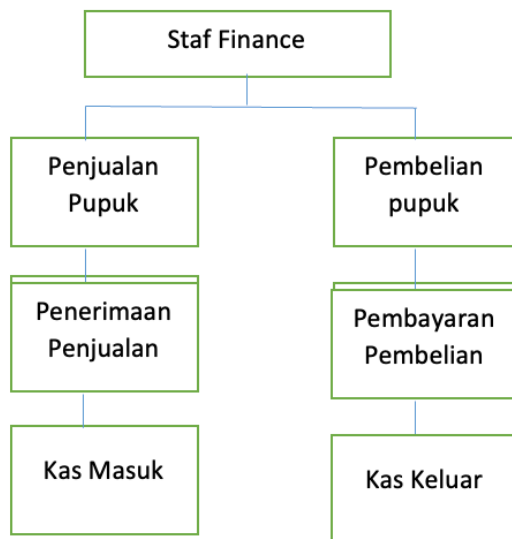 Staf Finance
Penjualan
Pupuk
Pembelian
pupuk
Penerimaan
Penjualan
Pembayaran
Pembelian
Kas Masuk
Kas Keluar